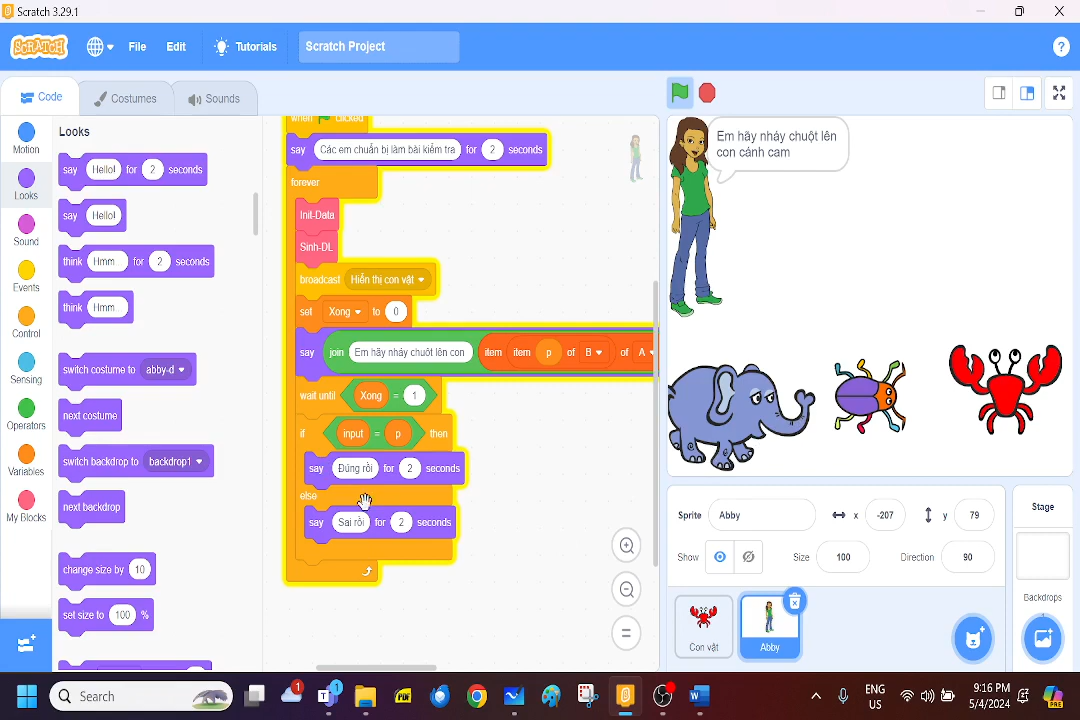 Scratch 3.29.1
SCRATCH
File
Edit
Tutorials
Scratch Project
?
Code
Costumes
Sounds
Motion
Looks
Sound
Events
Control
Sensing
Operators
Variables
My Blocks
Looks
say Hello! for 2 seconds
say Hello!
think Hmm for 2 seconds
think Hmm
switch costume to abby-d
next costume
switch backdrop to backdrop1
next backdrop
change size by 10
set size to 100 %
when clicked
say Các em chuẩn bị làm bài kiểm tra for 2 seconds
forever
Init-Data
Sinh-DL
broadcast Hiển thị con vật
set Xong to 0
say join Em hãy nháy chuột lên con item item p of B of A
wait until Xong = 1
if input = p then
say Đúng rồi for 2 seconds
else
say Sai rồi for 2 seconds
Em hãy nháy chuột lên
con cánh cam
Sprite Abby x -207 y 79
Show Size 100 Direction 90
Con vật
Abby
Stage
Backdrops
Search
1
1
PDF
ENG
US
9:16 PM
5/4/2024
PRE